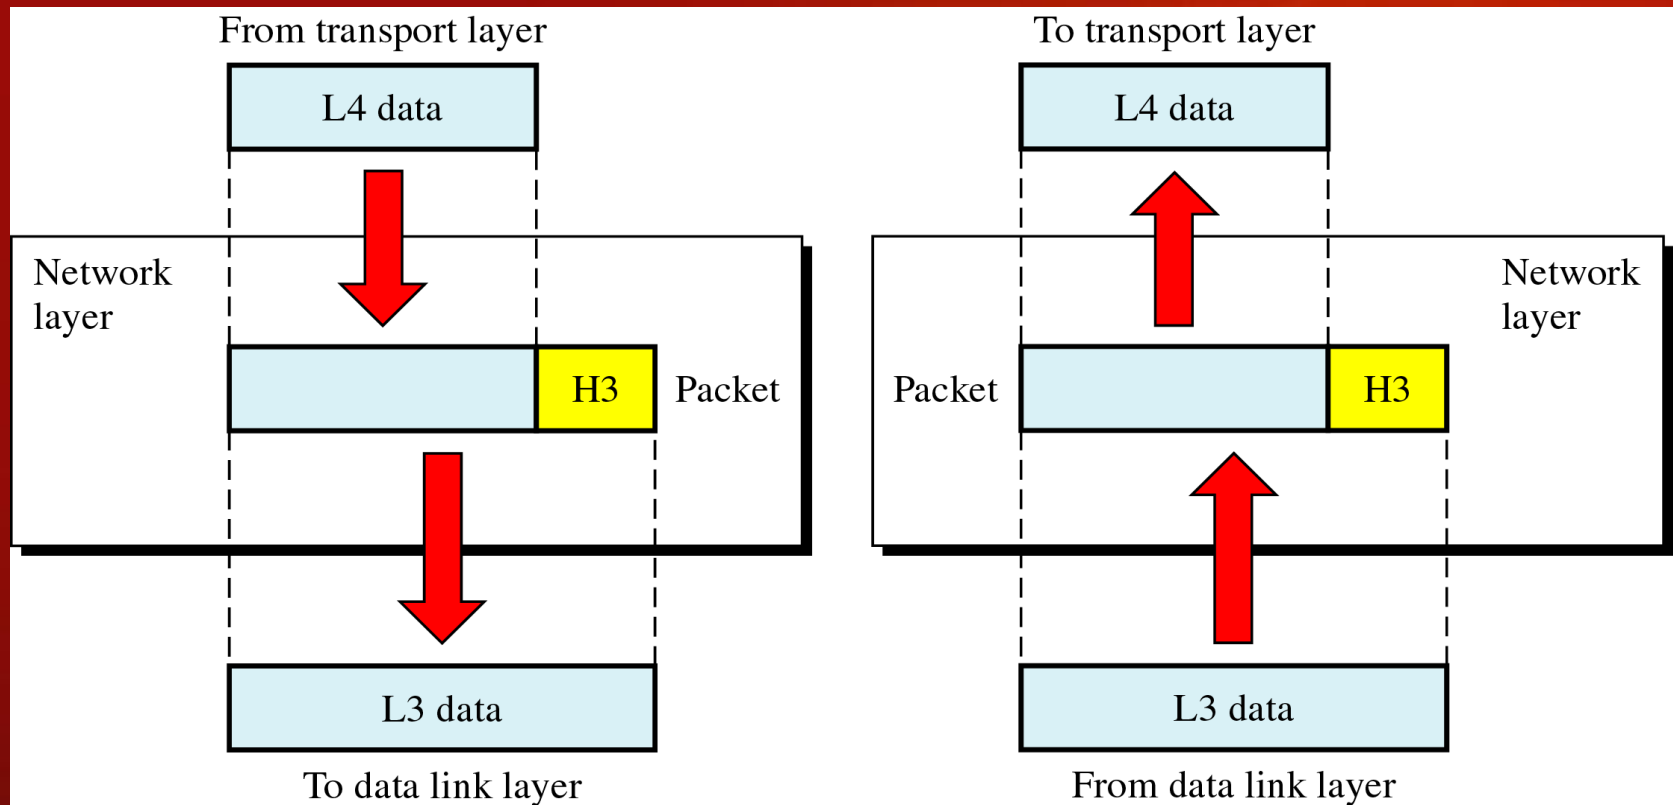 From transport layer
L4 data
Network
layer
H3
Packet
L3 data
To data link layer
To transport layer
L4 data
Network
layer
Packet
H3
L3 data
From data link layer